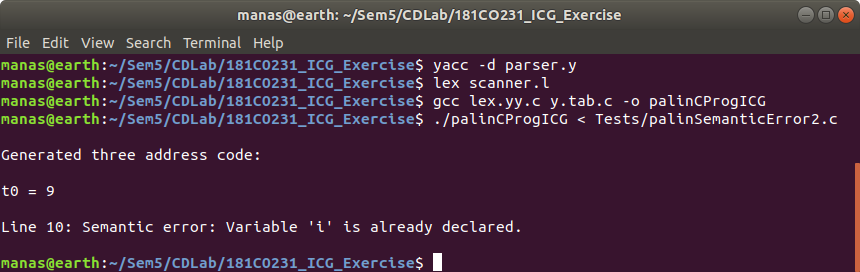 manas@earth: ~/Sem5/CDLab/181CO231_ICG_Exercise
File Edit View Search Terminal Help
manas@earth:~/Sem5/CDLab/181CO231_ICG_Exercise$ yacc -d parser.y
manas@earth:~/Sem5/CDLab/181CO231_ICG_Exercise$ lex scanner.l
manas@earth:~/Sem5/CDLab/181CO231_ICG_Exercise$ gcc lex.yy.c y.tab.c -o palinCProgICG
manas@earth:~/Sem5/CDLab/181CO231_ICG_Exercise$ ./palinCProgICG < Tests/palinSemanticError2.c
Generated three address code:
t0 = 9
Line 10: Semantic error: Variable 'i' is already declared.
manas@earth:~/Sem5/CDLab/181CO231_ICG_Exercise$